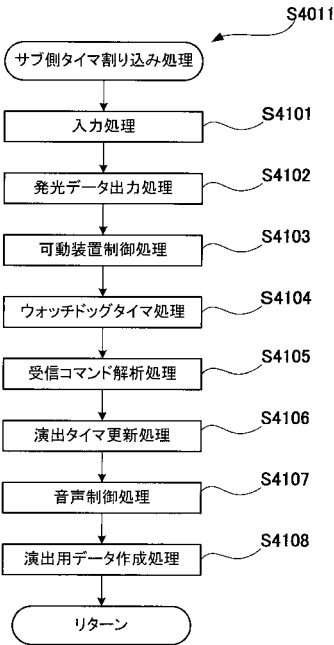 S4011
サブ側タイマ割り込み処理
入力処理
S4101
発光データ出力処理
S4102
可動装置制御処理
S4103
ウォッチドッグタイマ処理
S4104
受信コマンド解析処理
S4105
演出タイマ更新処理
S4106
音声制御処理
S4107
演出用データ作成処理
S4108
リターン